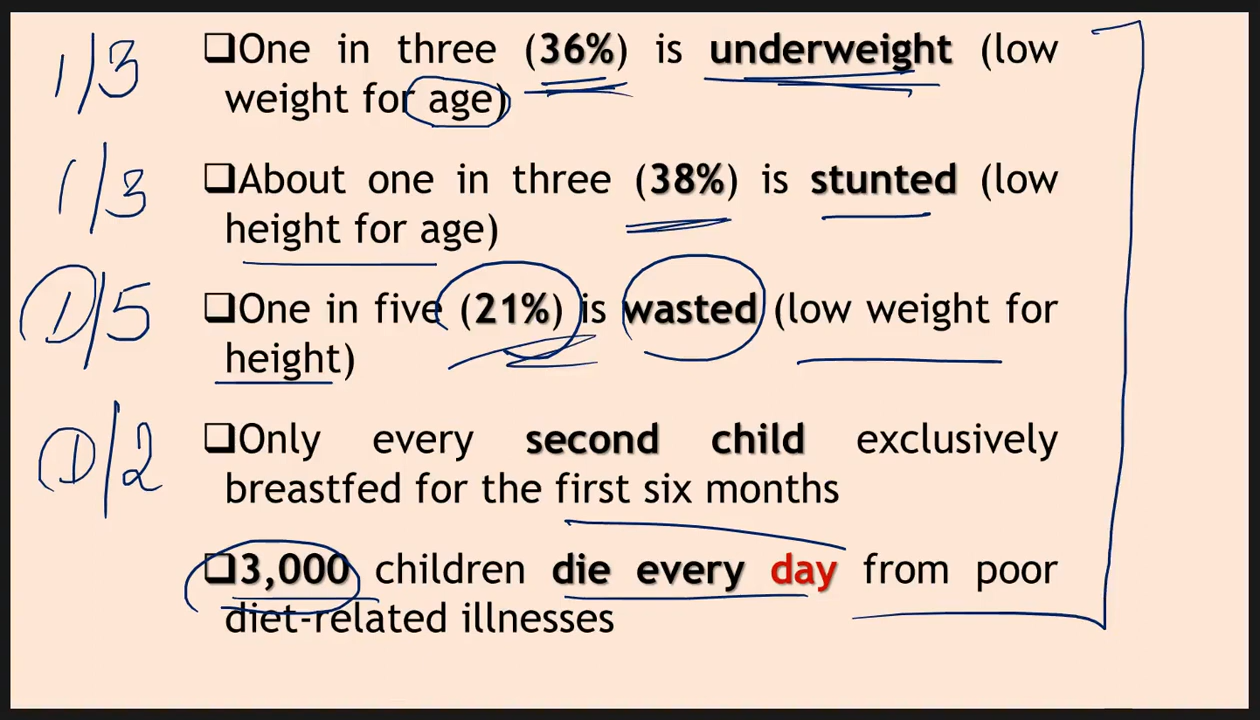 1/3 ❑One in three (36%) is underweight (low
weight for age)
1/3 ❑About one in three (38%) is stunted (low
height for age)
1/5 ❑One in five (21%) is wasted (low weight for
height)
1/2 ❑Only every second child exclusively
breastfed for the first six months
❑3,000 children die every day from poor
diet-related illnesses